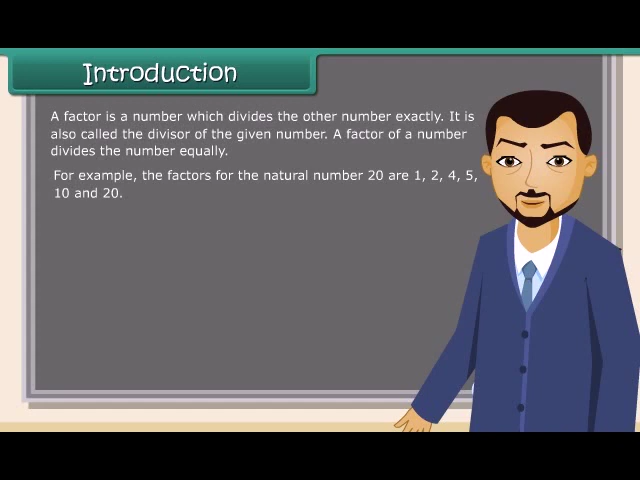 Introduction
A factor is a number which divides the other number exactly. It is
also called the divisor of the given number. A factor of a number
divides the number equally.
For example, the factors for the natural number 20 are 1, 2, 4, 5,
10 and 20.